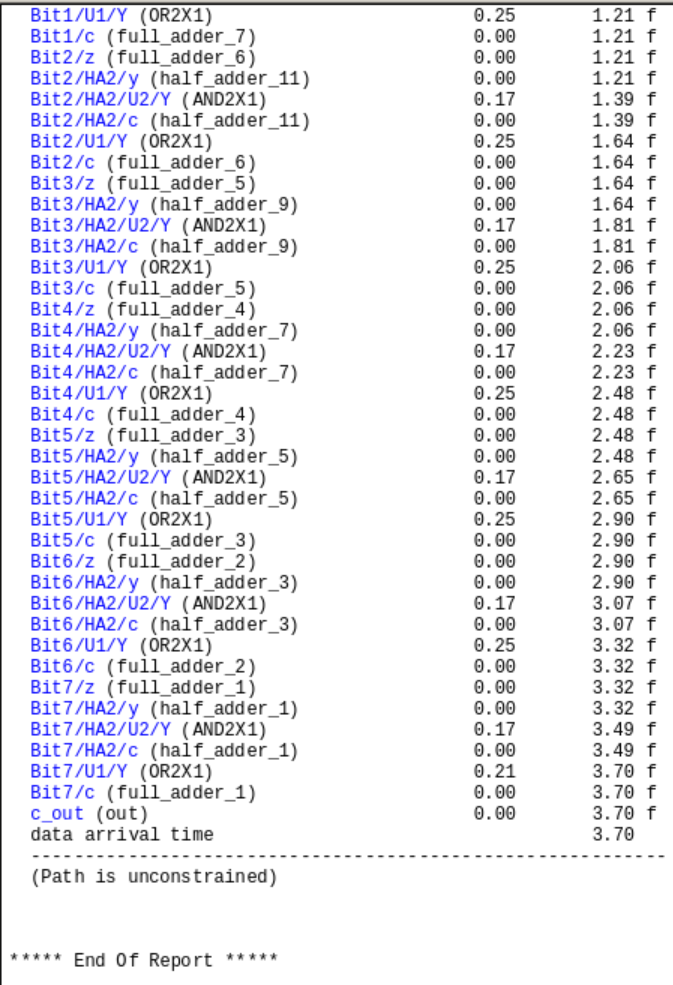 Bit1/U1/Y (OR2X1) 0.25 1.21 f
Bit1/c (full_adder_7) 0.00 1.21 f
Bit2/z (full_adder_6) 0.00 1.21 f
Bit2/HA2/y (half_adder_11) 0.00 1.21 f
Bit2/HA2/U2/Y (AND2X1) 0.17 1.39 f
Bit2/HA2/c (half_adder_11) 0.00 1.39 f
Bit2/U1/Y (OR2X1) 0.25 1.64 f
Bit2/c (full_adder_6) 0.00 1.64 f
Bit3/z (full_adder_5) 0.00 1.64 f
Bit3/HA2/y (half_adder_9) 0.00 1.64 f
Bit3/HA2/U2/Y (AND2X1) 0.17 1.81 f
Bit3/HA2/c (half_adder_9) 0.00 1.81 f
Bit3/U1/Y (OR2X1) 0.25 2.06 f
Bit3/c (full_adder_5) 0.00 2.06 f
Bit4/z (full_adder_4) 0.00 2.06 f
Bit4/HA2/y (half_adder_7) 0.00 2.06 f
Bit4/HA2/U2/Y (AND2X1) 0.17 2.23 f
Bit4/HA2/c (half_adder_7) 0.00 2.23 f
Bit4/U1/Y (OR2X1) 0.25 2.48 f
Bit4/c (full_adder_4) 0.00 2.48 f
Bit5/z (full_adder_3) 0.00 2.48 f
Bit5/HA2/y (half_adder_5) 0.00 2.48 f
Bit5/HA2/U2/Y (AND2X1) 0.17 2.65 f
Bit5/HA2/c (half_adder_5) 0.00 2.65 f
Bit5/U1/Y (OR2X1) 0.25 2.90 f
Bit5/c (full_adder_3) 0.00 2.90 f
Bit6/z (full_adder_2) 0.00 2.90 f
Bit6/HA2/y (half_adder_3) 0.00 2.90 f
Bit6/HA2/U2/Y (AND2X1) 0.17 3.07 f
Bit6/HA2/c (half_adder_3) 0.00 3.07 f
Bit6/U1/Y (OR2X1) 0.25 3.32 f
Bit6/c (full_adder_2) 0.00 3.32 f
Bit7/z (full_adder_1) 0.00 3.32 f
Bit7/HA2/y (half_adder_1) 0.00 3.32 f
Bit7/HA2/U2/Y (AND2X1) 0.17 3.49 f
Bit7/HA2/c (half_adder_1) 0.00 3.49 f
Bit7/U1/Y (OR2X1) 0.21 3.70 f
Bit7/c (full_adder_1) 0.00 3.70 f
c_out (out) 0.00 3.70 f
data arrival time 3.70
------------------------------------------------------------
(Path is unconstrained)
***** End Of Report *****